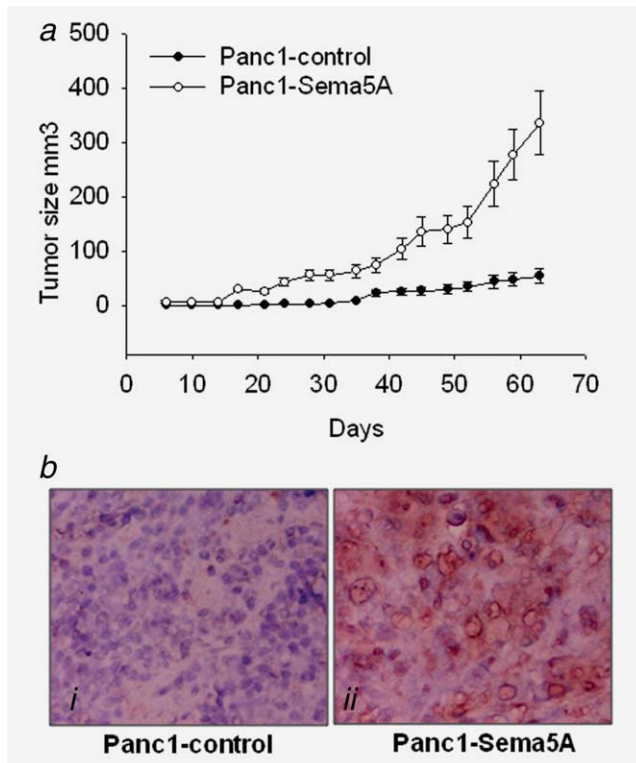 a
500
Panc1-control
400
Panc1-Sema5A
300
200
100
0
Tumor size mm3
0 10 20 30 40 50 60 70
Days
b
i ii
Panc1-control Panc1-Sema5A